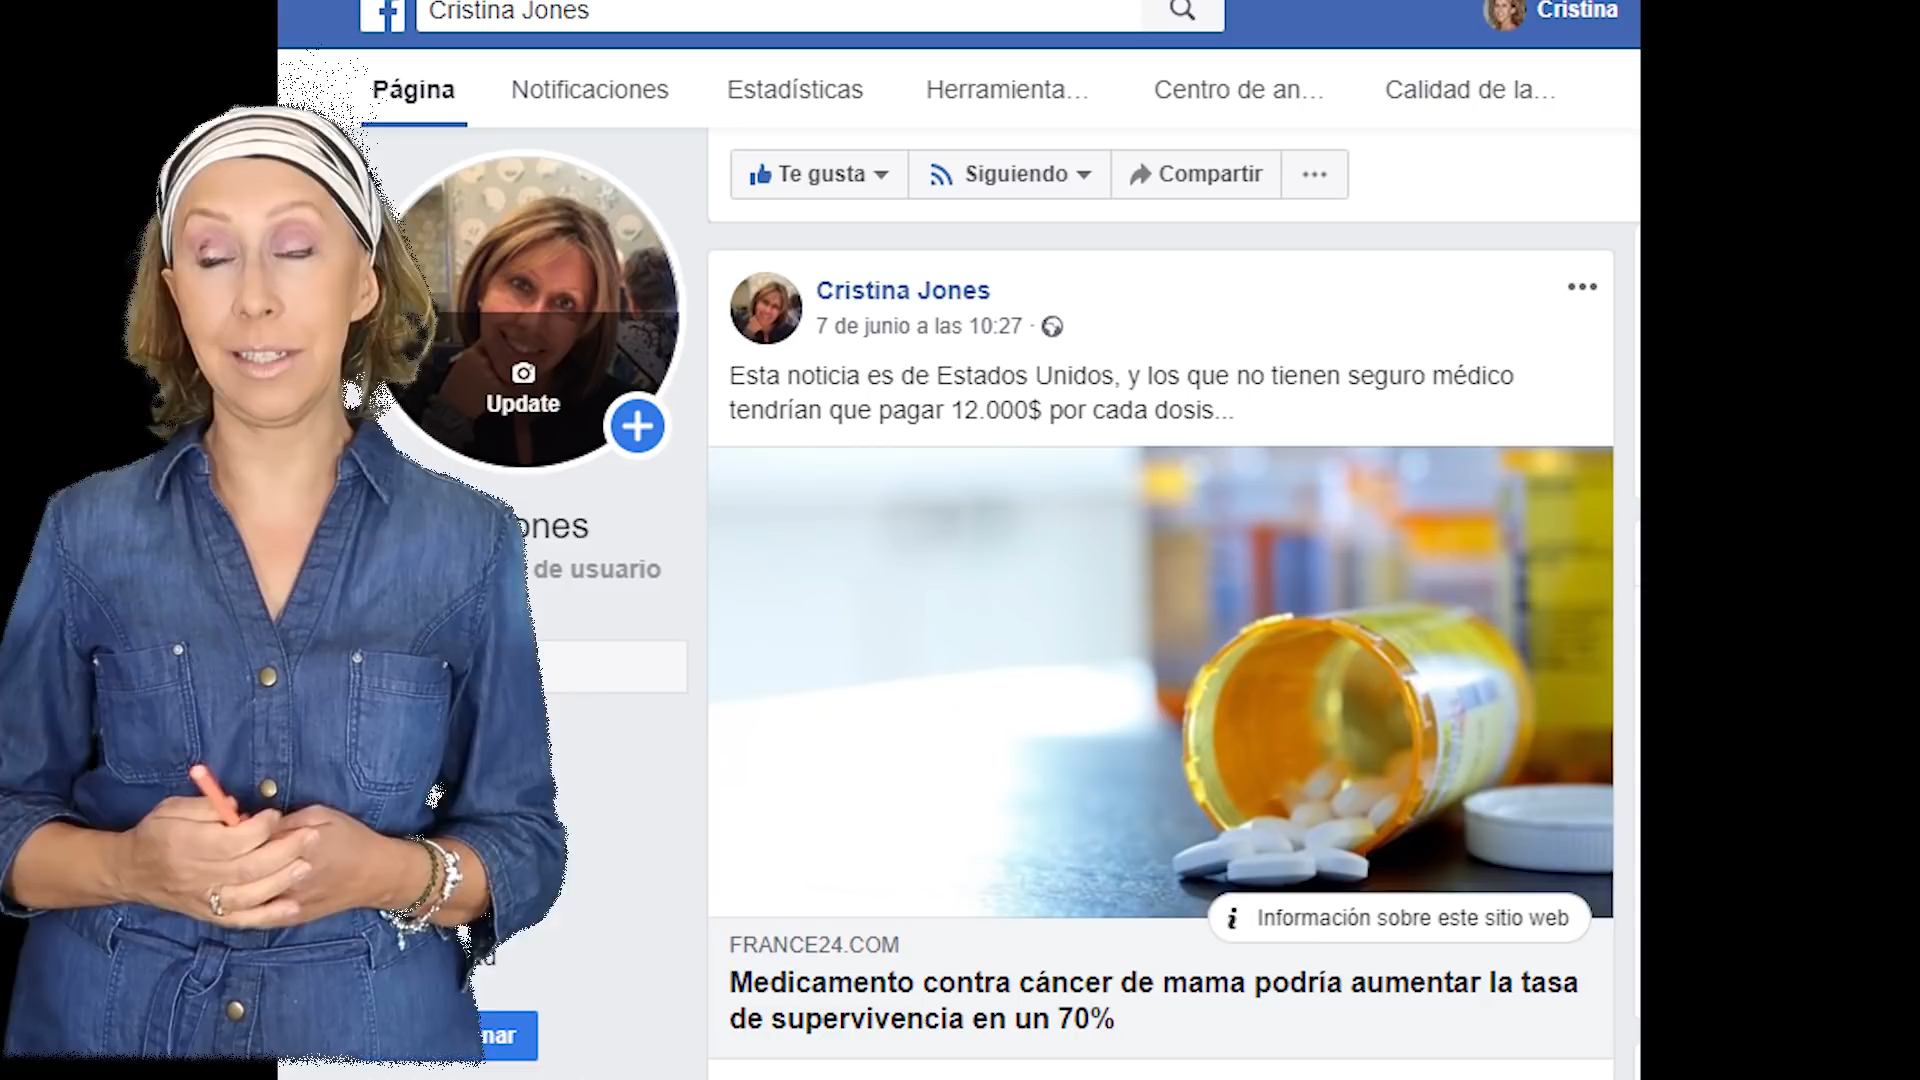 Cristina Jones
Cristina
Página
Notificaciones
Estadísticas
Herramienta...
Centro de an...
Calidad de la...
Te gusta
Siguiendo
Compartir
Update
Cristina Jones
7 de junio a las 10:27 ·
Esta noticia es de Estados Unidos, y los que no tienen seguro médico
tendrían que pagar 12.000$ por cada dosis...
ones
de usuario
Información sobre este sitio web
FRANCE24.COM
Medicamento contra cáncer de mama podría aumentar la tasa
de supervivencia en un 70%
nar